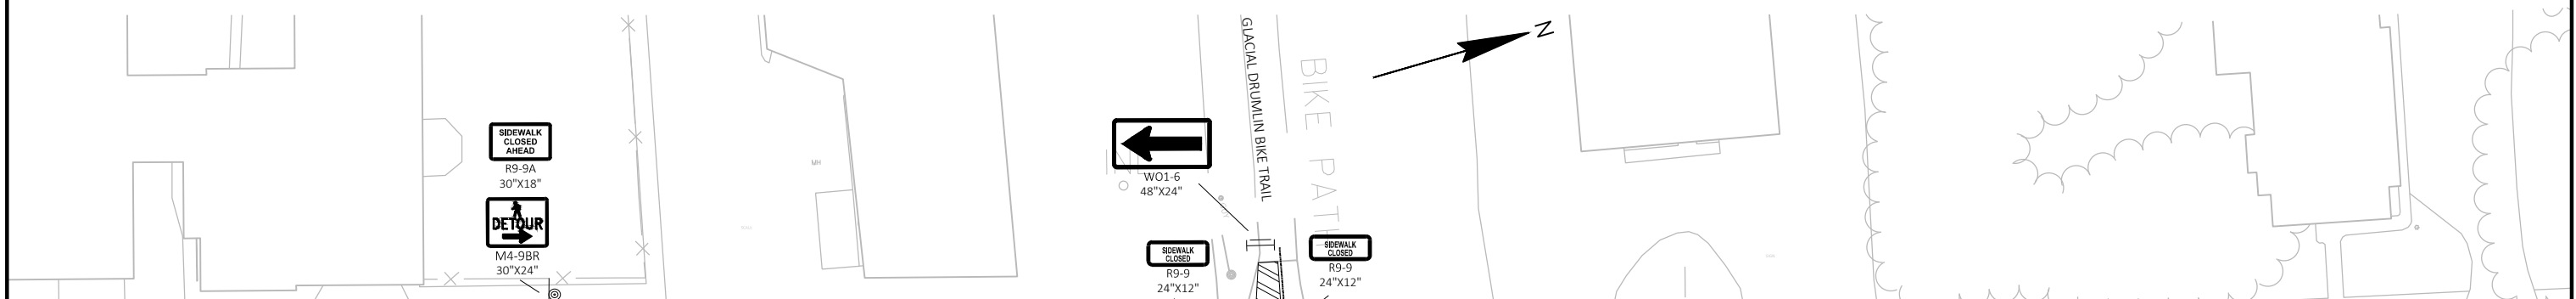 N
GLACIAL DRUMLIN BIKE TRAIL
BIKE PATH
SIDEWALK
CLOSED
AHEAD
R9-9A
30"X18"
DETOUR
M4-9BR
30"X24"
MH
WO1-6
48"X24"
SIDEWALK
CLOSED
R9-9
24"X12"
SIDEWALK
CLOSED
R9-9
24"X12"